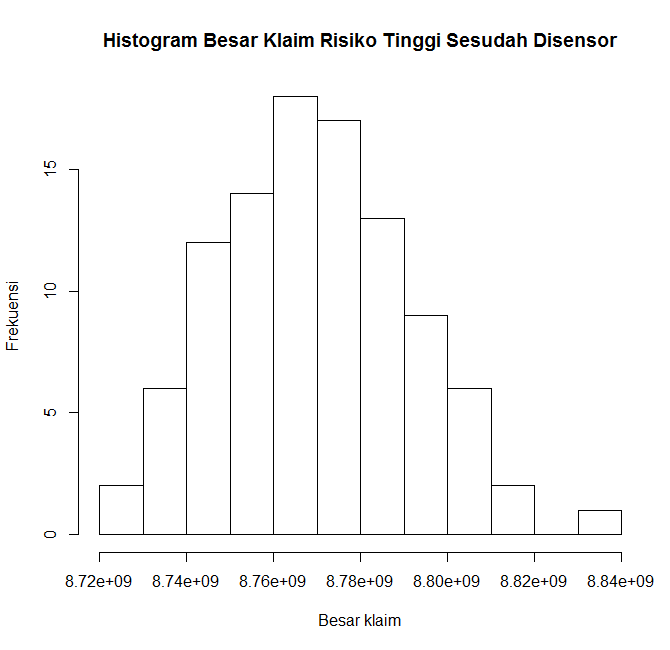 Histogram Besar Klaim Risiko Tinggi Sesudah Disensor
Frekuensi
15
10
5
0
8.72e+09 8.74e+09 8.76e+09 8.78e+09 8.80e+09 8.82e+09 8.84e+09
Besar klaim